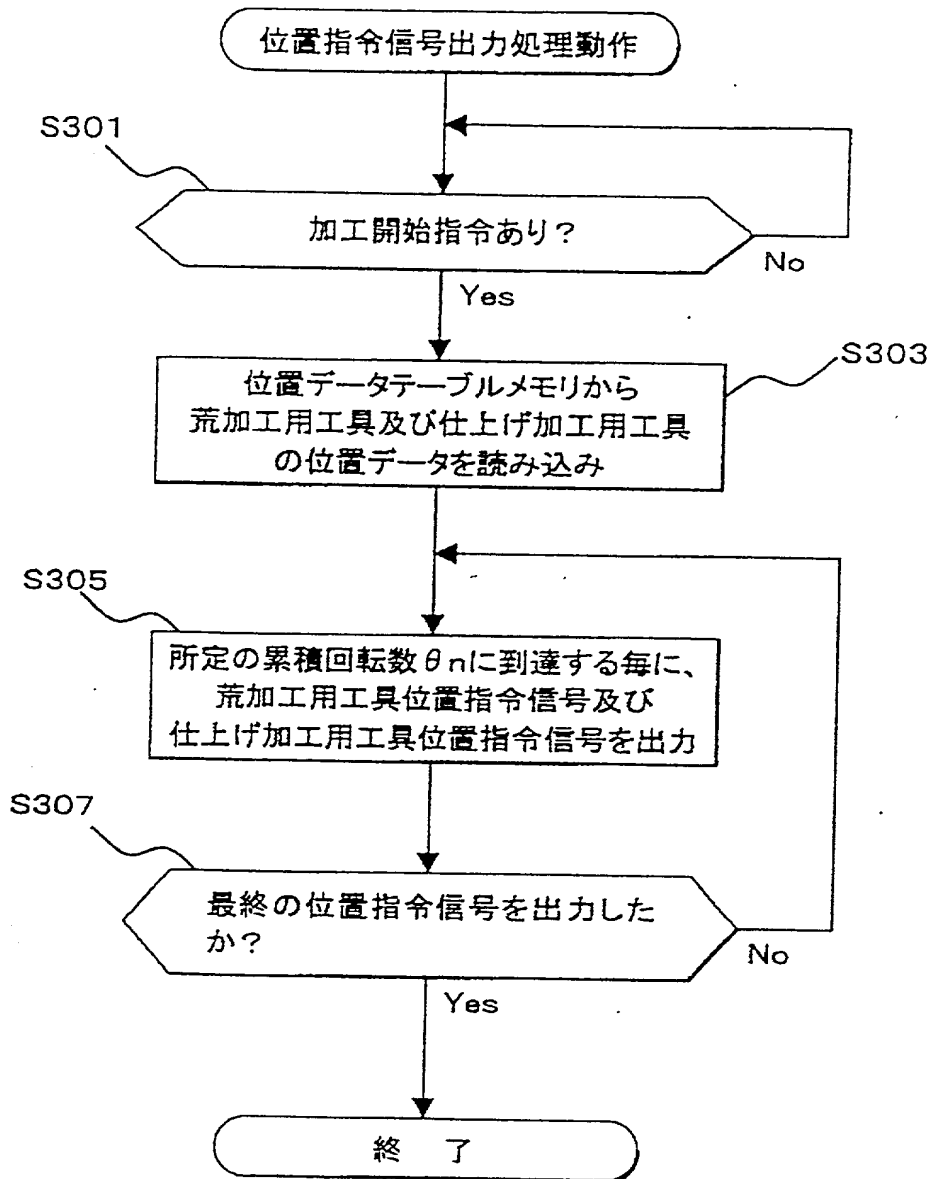 位置指令信号出力処理動作
S301
加工開始指令あり？
No
Yes
S303
位置データテーブルメモリから
荒加工用工具及び仕上げ加工用工具
の位置データを読み込み
S305
所定の累積回転数θnに到達する毎に、
荒加工用工具位置指令信号及び
仕上げ加工用工具位置指令信号を出力
S307
最終の位置指令信号を出力した
か？
No
Yes
終 了